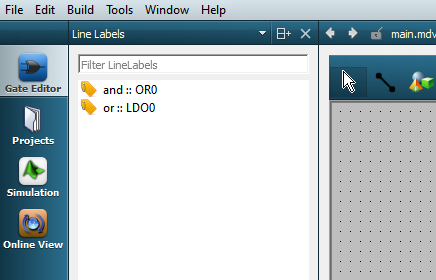 File Edit Build Tools Window Help
Line Labels
main.mdv
Filter LineLabels
Gate Editor
and :: OR0
or :: LDO0
Projects
Simulation
Online View